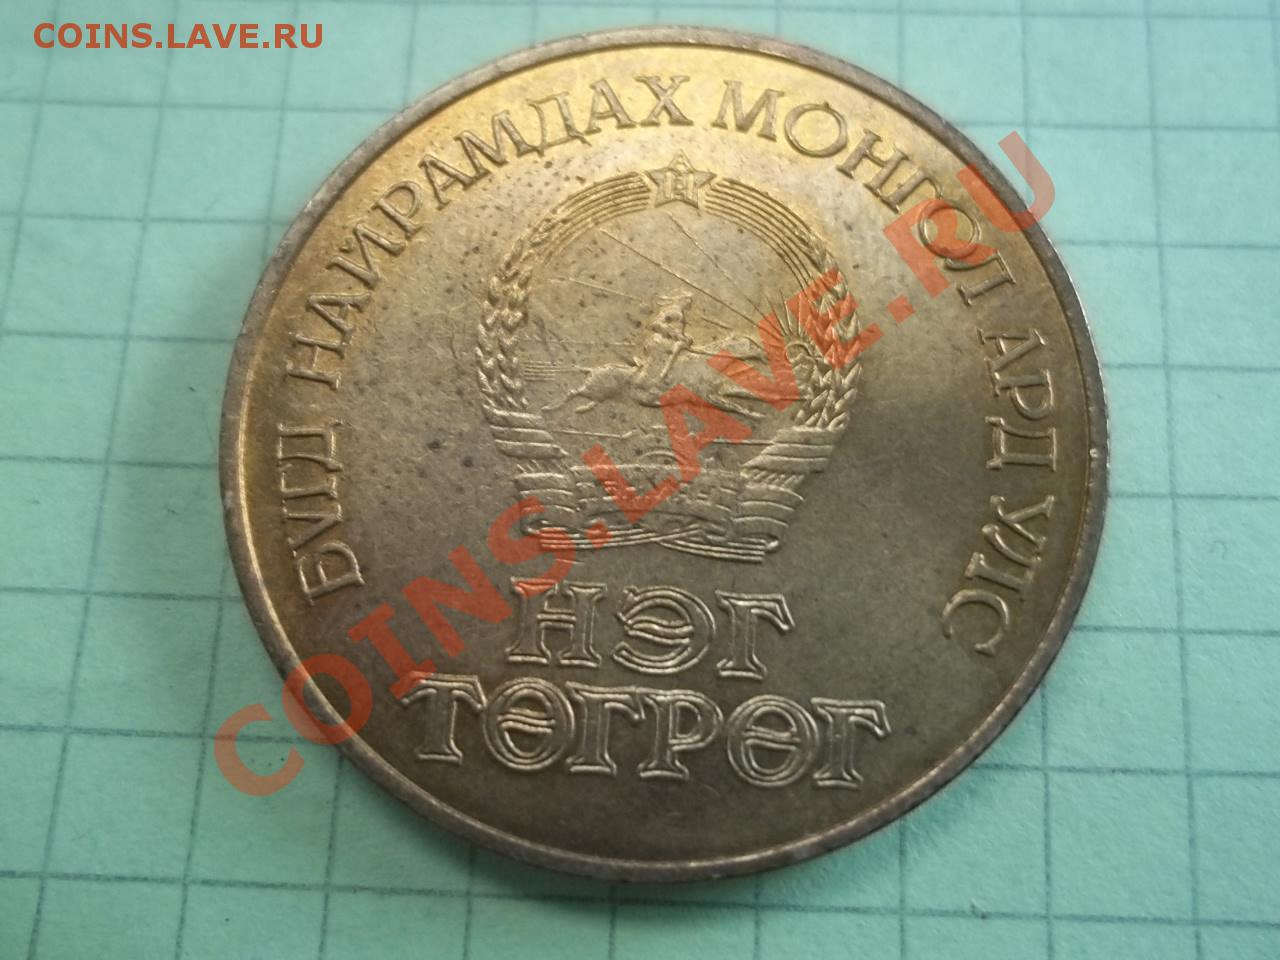 COINS.LAVE.RU
БҮГД НАЙРАМДАХ МОНГОЛ АРД УЛС
НЭГ
ТӨГРӨГ
COINS.LAVE.RU